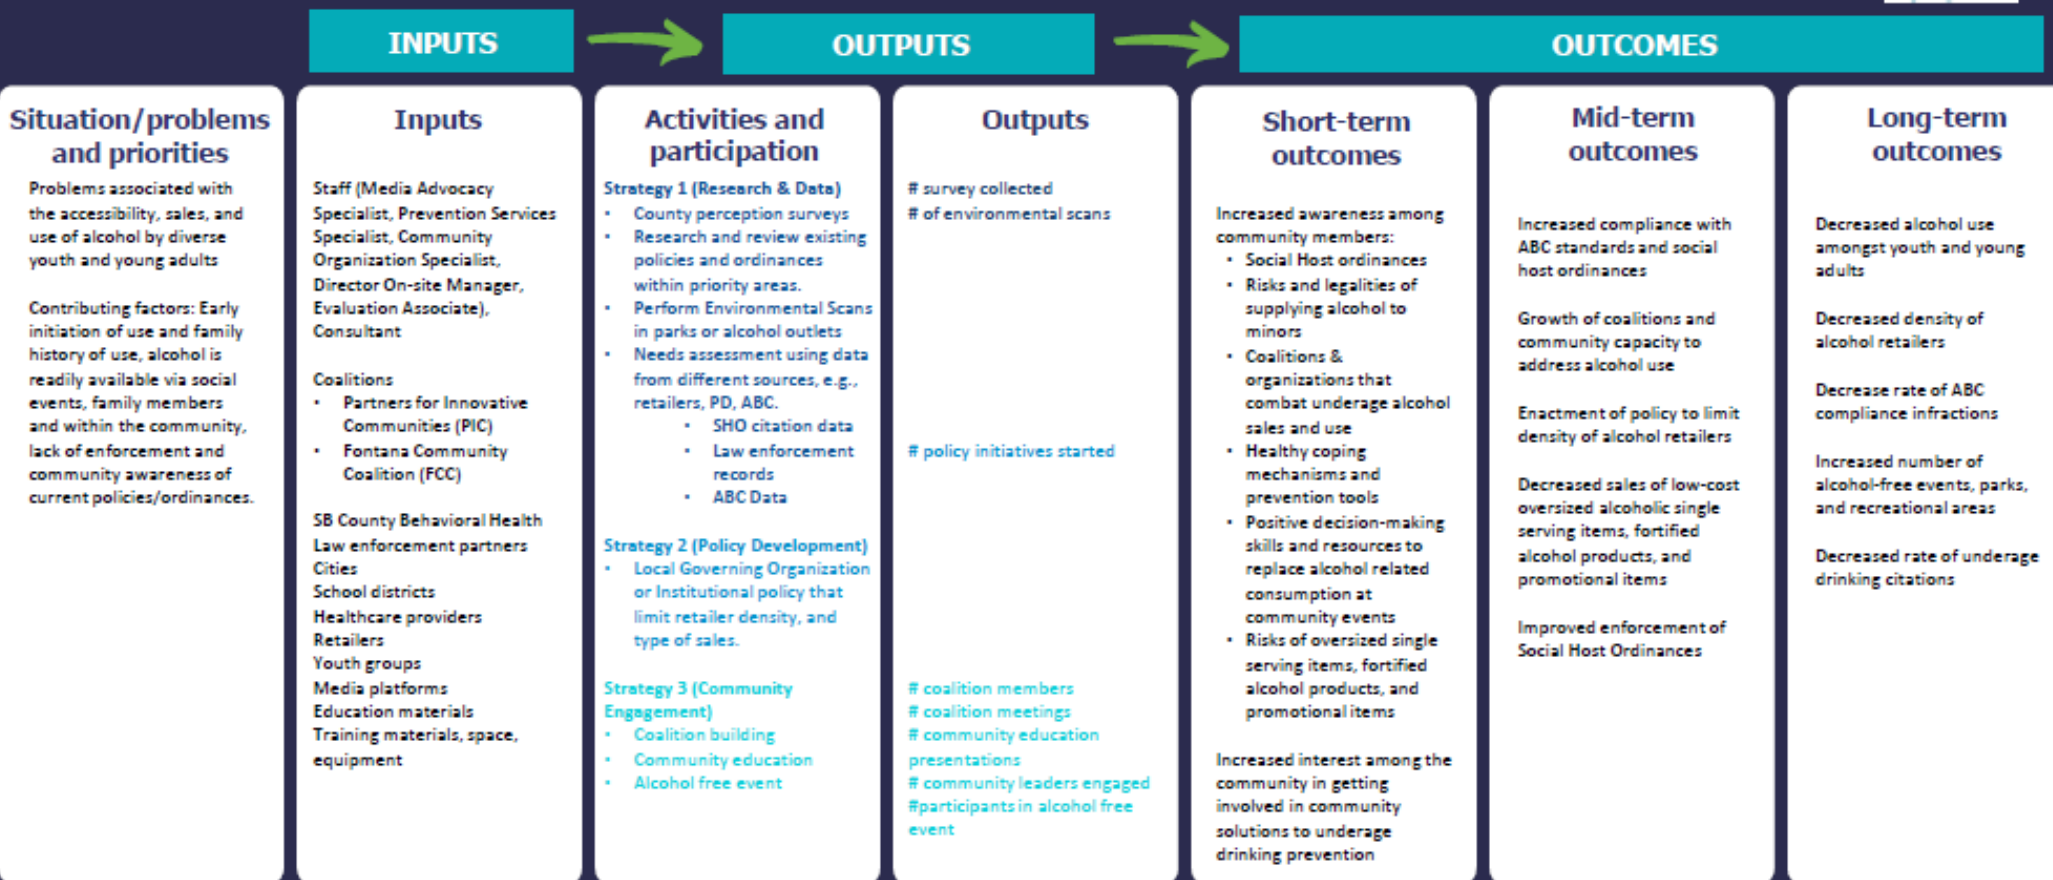 INPUTS
OUTPUTS
OUTCOMES
Situation/problems
and priorities
Problems associated with
the accessibility, sales, and
use of alcohol by diverse
youth and young adults
Contributing factors: Early
initiation of use and family
history of use, alcohol is
readily available via social
events, family members
and within the community,
lack of enforcement and
community awareness of
current policies/ordinances.
Inputs
Staff (Media Advocacy
Specialist, Prevention Services
Specialist, Community
Organization Specialist,
Director On-site Manager,
Evaluation Associate),
Consultant
Coalitions
• Partners for Innovative
Communities (PIC)
• Fontana Community
Coalition (FCC)
SB County Behavioral Health
Law enforcement partners
Cities
School districts
Healthcare providers
Retailers
Youth groups
Media platforms
Education materials
Training materials, space,
equipment
Activities and
participation
Strategy 1 (Research & Data)
• County perception surveys
• Research and review existing
policies and ordinances
within priority areas.
• Perform Environmental Scans
in parks or alcohol outlets
• Needs assessment using data
from different sources, e.g.,
retailers, PD, ABC.
• SHO citation data
• Law enforcement
records
• ABC Data
Strategy 2 (Policy Development)
• Local Governing Organization
or Institutional policy that
limit retailer density, and
type of sales.
Strategy 3 (Community
Engagement)
• Coalition building
• Community education
• Alcohol free event
Outputs
# survey collected
# of environmental scans
# policy initiatives started
# coalition members
# coalition meetings
# community education
presentations
# community leaders engaged
#participants in alcohol free
event
Short-term
outcomes
Increased awareness among
community members:
• Social Host ordinances
• Risks and legalities of
supplying alcohol to
minors
• Coalitions &
organizations that
combat underage alcohol
sales and use
• Healthy coping
mechanisms and
prevention tools
• Positive decision-making
skills and resources to
replace alcohol related
consumption at
community events
• Risks of oversized single
serving items, fortified
alcohol products, and
promotional items
Increased interest among the
community in getting
involved in community
solutions to underage
drinking prevention
Mid-term
outcomes
Increased compliance with
ABC standards and social
host ordinances
Growth of coalitions and
community capacity to
address alcohol use
Enactment of policy to limit
density of alcohol retailers
Decreased sales of low-cost
oversized alcoholic single
serving items, fortified
alcohol products, and
promotional items
Improved enforcement of
Social Host Ordinances
Long-term
outcomes
Decreased alcohol use
amongst youth and young
adults
Decreased density of
alcohol retailers
Decrease rate of ABC
compliance infractions
Increased number of
alcohol-free events, parks,
and recreational areas
Decreased rate of underage
drinking citations